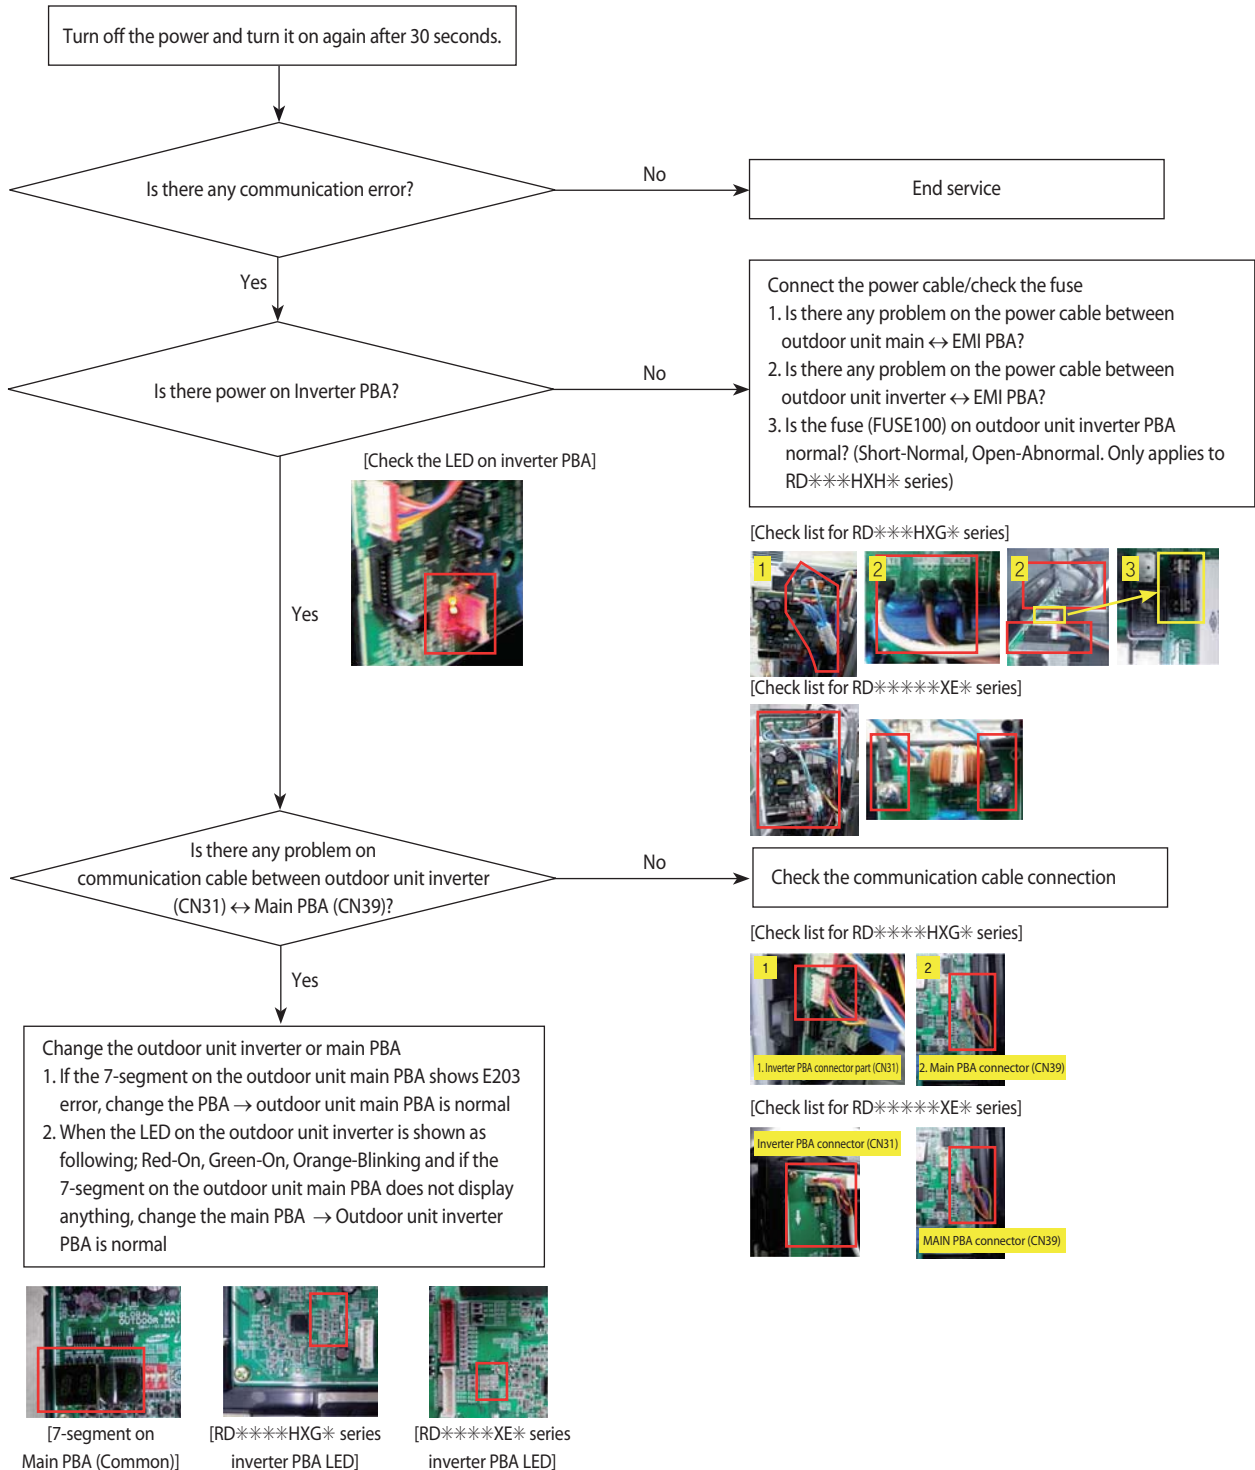 Turn off the power and turn it on again after 30 seconds.
Is there any communication error?
No
End service
Yes
Is there power on Inverter PBA?
No
Connect the power cable/check the fuse
1. Is there any problem on the power cable between
outdoor unit main ↔ EMI PBA?
2. Is there any problem on the power cable between
outdoor unit inverter ↔ EMI PBA?
3. Is the fuse (FUSE100) on outdoor unit inverter PBA
normal? (Short-Normal, Open-Abnormal. Only applies to
RD✳✳✳HXH✳ series)
[Check the LED on inverter PBA]
Yes
[Check list for RD✳✳✳HXG✳ series]
1
2
2
3
[Check list for RD✳✳✳✳✳XE✳ series]
Is there any problem on
communication cable between outdoor unit inverter
(CN31) ↔ Main PBA (CN39)?
No
Check the communication cable connection
Yes
[Check list for RD✳✳✳✳HXG✳ series]
1
2
1. Inverter PBA connector part (CN31)
2. Main PBA connector (CN39)
[Check list for RD✳✳✳✳✳XE✳ series]
Inverter PBA connector (CN31)
MAIN PBA connector (CN39)
Change the outdoor unit inverter or main PBA
1. If the 7-segment on the outdoor unit main PBA shows E203
error, change the PBA → outdoor unit main PBA is normal
2. When the LED on the outdoor unit inverter is shown as
following; Red-On, Green-On, Orange-Blinking and if the
7-segment on the outdoor unit main PBA does not display
anything, change the main PBA → Outdoor unit inverter
PBA is normal
GLOBAL 4WAY
OUTDOOR MAI
[7-segment on
Main PBA (Common)]
[RD✳✳✳✳HXG✳ series
inverter PBA LED]
[RD✳✳✳✳XE✳ series
inverter PBA LED]